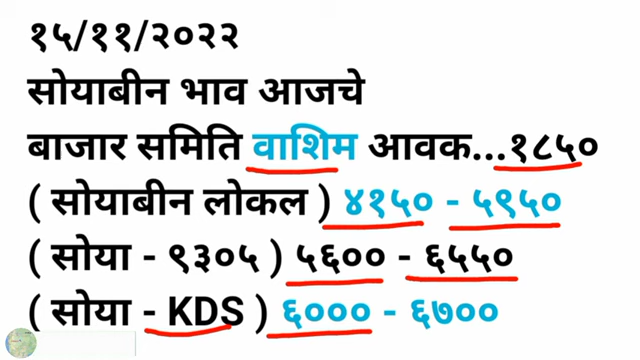 १५/११/२०२२
सोयाबीन भाव आजचे
बाजार समिति वाशिम आवक...१८५०
( सोयाबीन लोकल ) ४१५० - ५९५०
( सोया - ९३०५ ) ५६०० - ६५५०
( सोया - KDS ) ६००० - ६७००